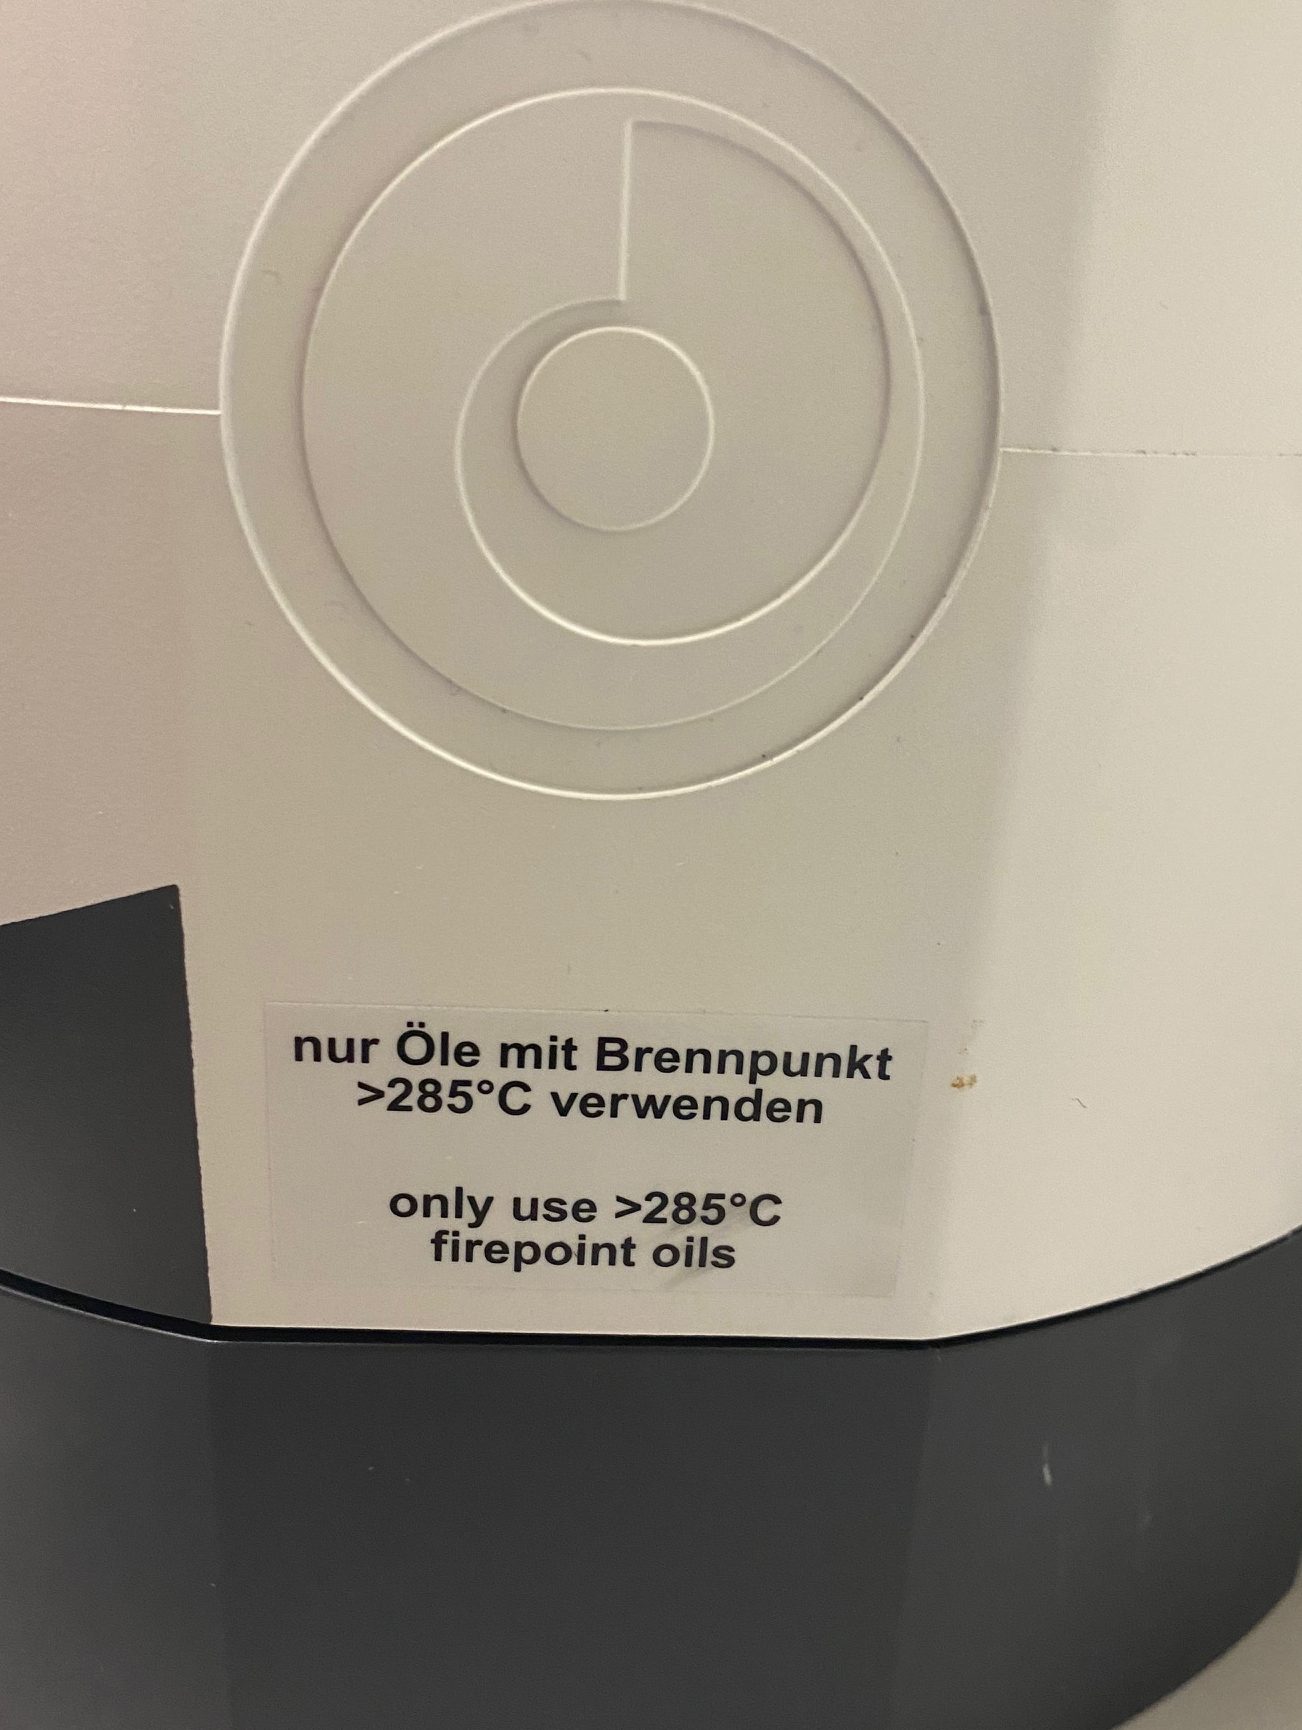 nur Öle mit Brennpunkt
>285°C verwenden
only use >285°C
firepoint oils